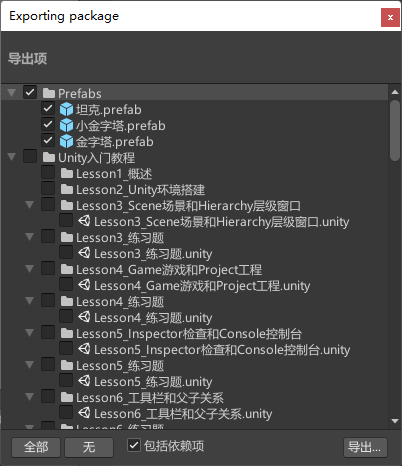 Exporting package
导出项
Prefabs
坦克.prefab
小金字塔.prefab
金字塔.prefab
Unity入门教程
Lesson1_概述
Lesson2_Unity环境搭建
Lesson3_Scene场景和Hierarchy层级窗口
Lesson3_Scene场景和Hierarchy层级窗口.unity
Lesson3_练习题
Lesson3_练习题.unity
Lesson4_Game游戏和Project工程
Lesson4_Game游戏和Project工程.unity
Lesson4_练习题
Lesson4_练习题.unity
Lesson5_Inspector检查和Console控制台
Lesson5_Inspector检查和Console控制台.unity
Lesson5_练习题
Lesson5_练习题.unity
Lesson6_工具栏和父子关系
Lesson6_工具栏和父子关系.unity
Lesson6_练习题
全部 无 包括依赖项 导出...